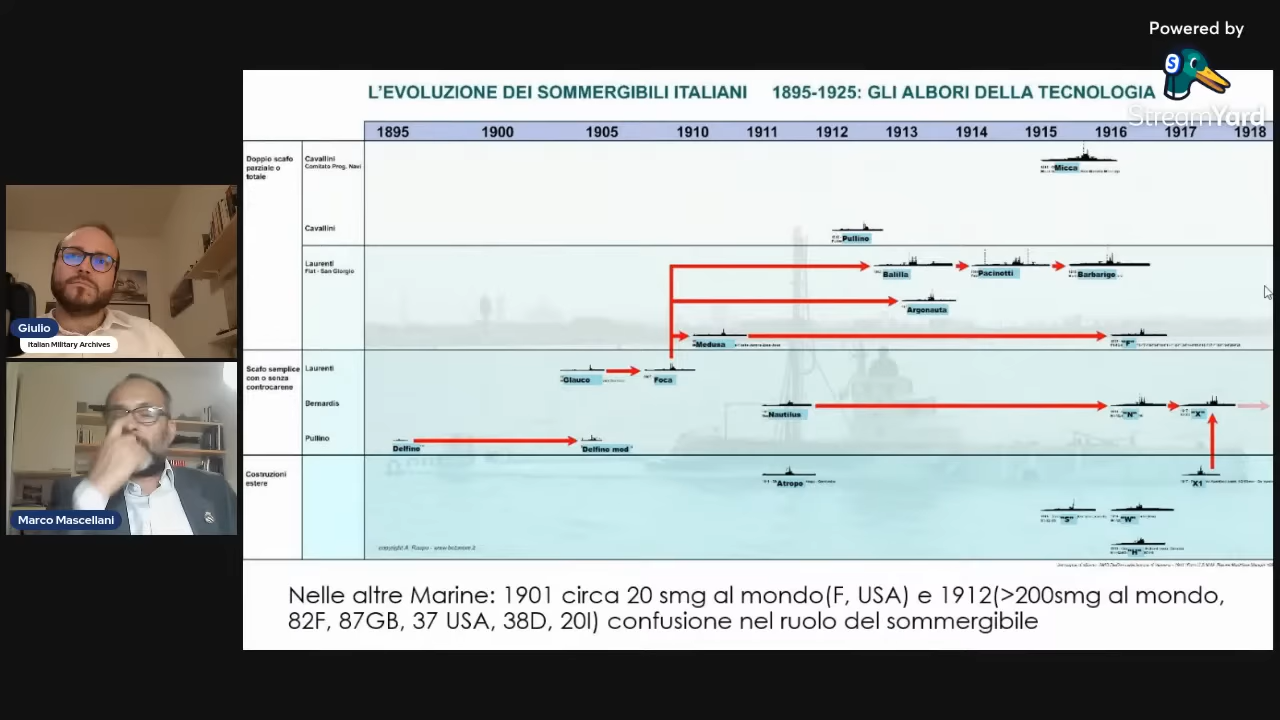 Powered by
StreamYard
L'EVOLUZIONE DEI SOMMERGIBILI ITALIANI 1895-1925: GLI ALBORI DELLA TECNOLOGIA
1895 1900 1905 1910 1911 1912 1913 1914 1915 1916 1917 1918
Doppio scafo
parziale o
totale
Cavallini
Comitato Prog. Navi
Micca
Cavallini
Pullino
Laurenti
Fiat - San Giorgio
Balilla
Pacinotti
Barbarigo
Argonauta
Medusa
"F"
Scafo semplice
con o senza
controcarene
Laurenti
Glauco
Foca
Bernardis
Nautilus
"N"
"X"
Pullino
Delfino
Delfino mod
Costruzioni
estere
Atropo
"X1"
"S"
"W"
"H"
Giulio
Italian Military Archives
Marco Mascellani
Nelle altre Marine: 1901 circa 20 smg al mondo(F, USA) e 1912(>200smg al mondo,
82F, 87GB, 37 USA, 38D, 20I) confusione nel ruolo del sommergibile